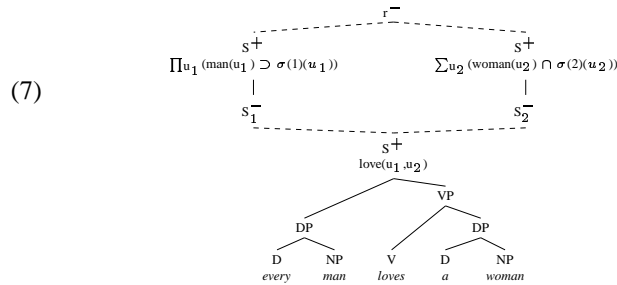 r⁻
S⁺ S⁺
∏u₁ (man(u₁) ⊃ σ(1)(u₁)) ∑u₂ (woman(u₂) ∩ σ(2)(u₂))
(7)
S₁⁻ S₂⁻
S⁺
love(u₁,u₂)
VP
DP DP
D NP V D NP
every man loves a woman